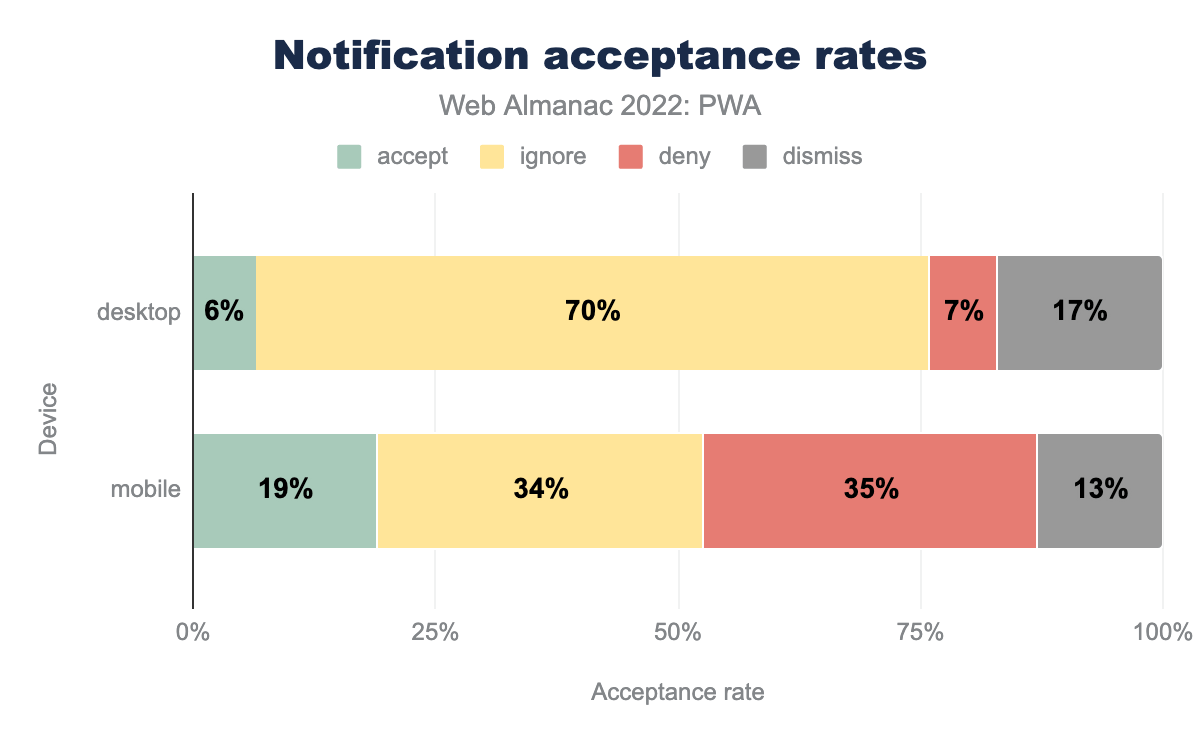 Notification acceptance rates
Web Almanac 2022: PWA
accept ignore deny dismiss
desktop 6% 70% 7% 17%
Device
mobile 19% 34% 35% 13%
0% 25% 50% 75% 100%
Acceptance rate